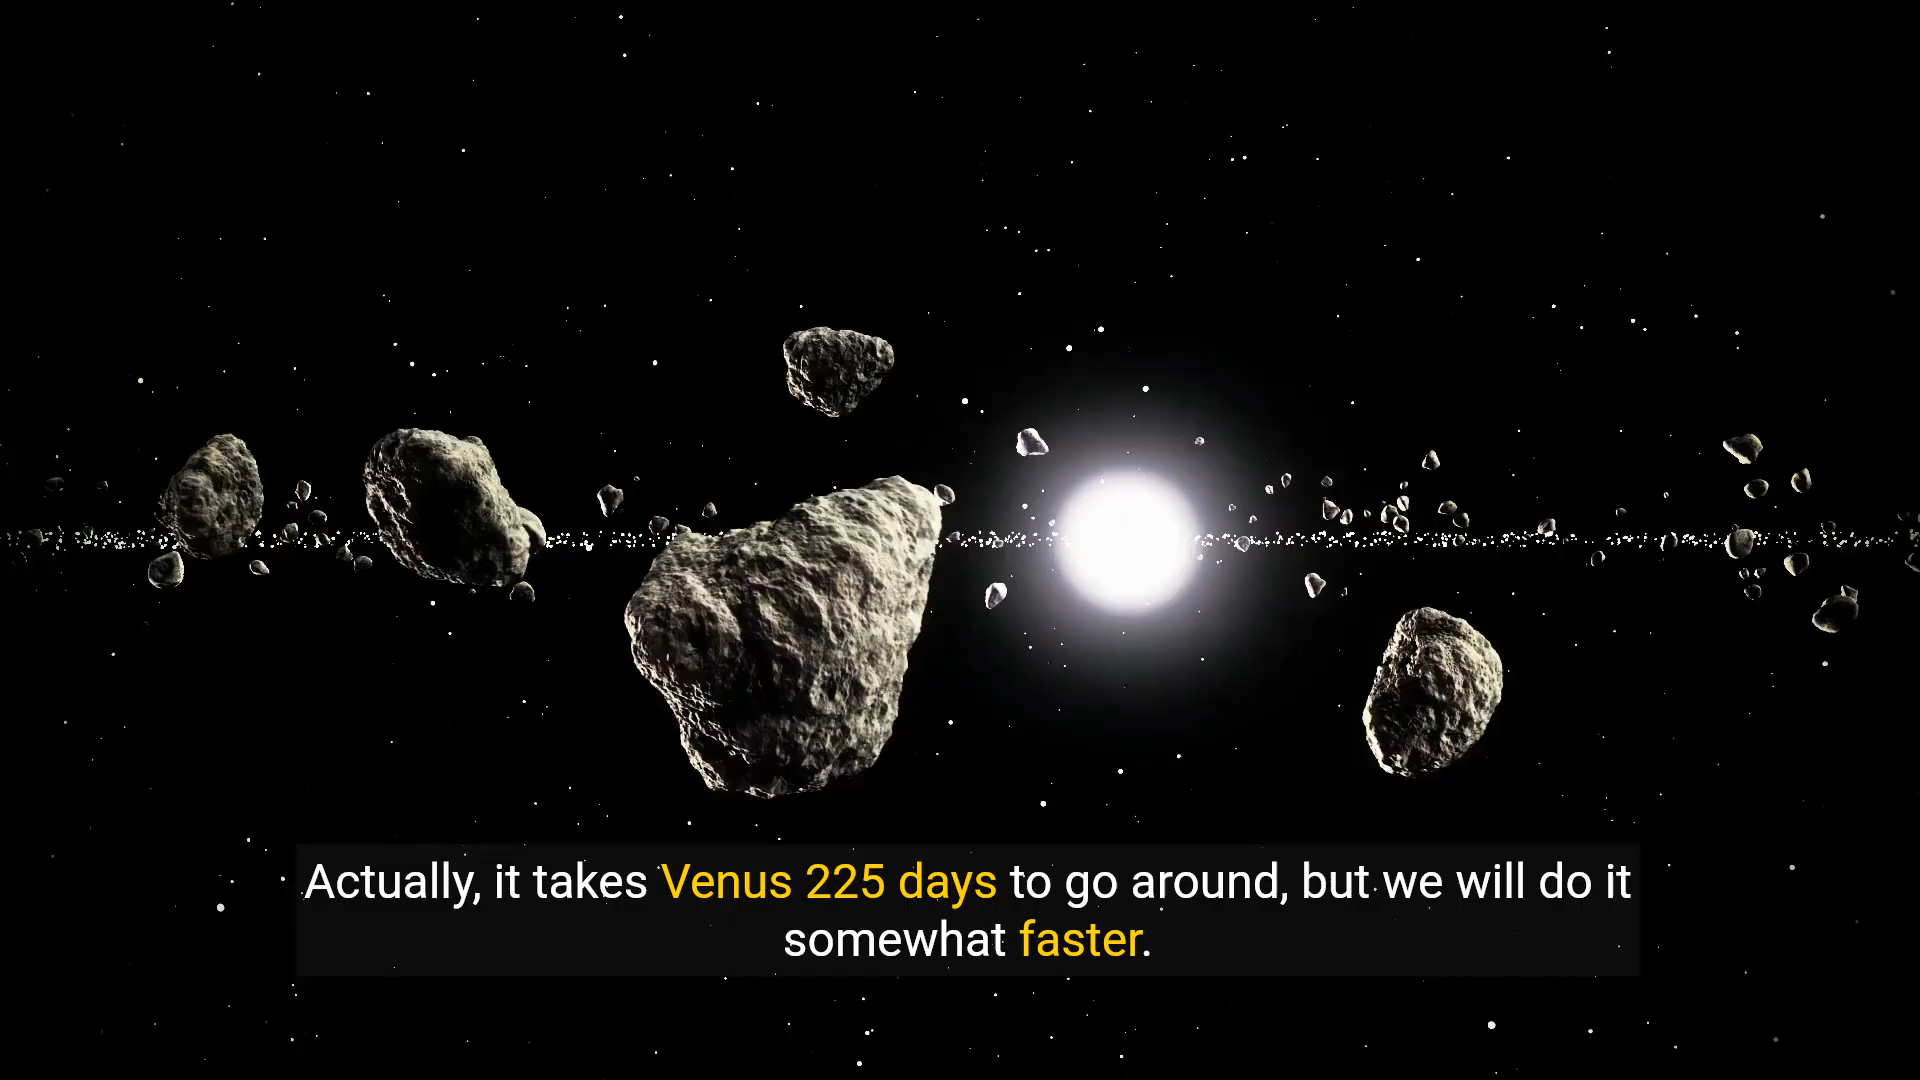 Actually, it takes Venus 225 days to go around, but we will do it
somewhat faster.